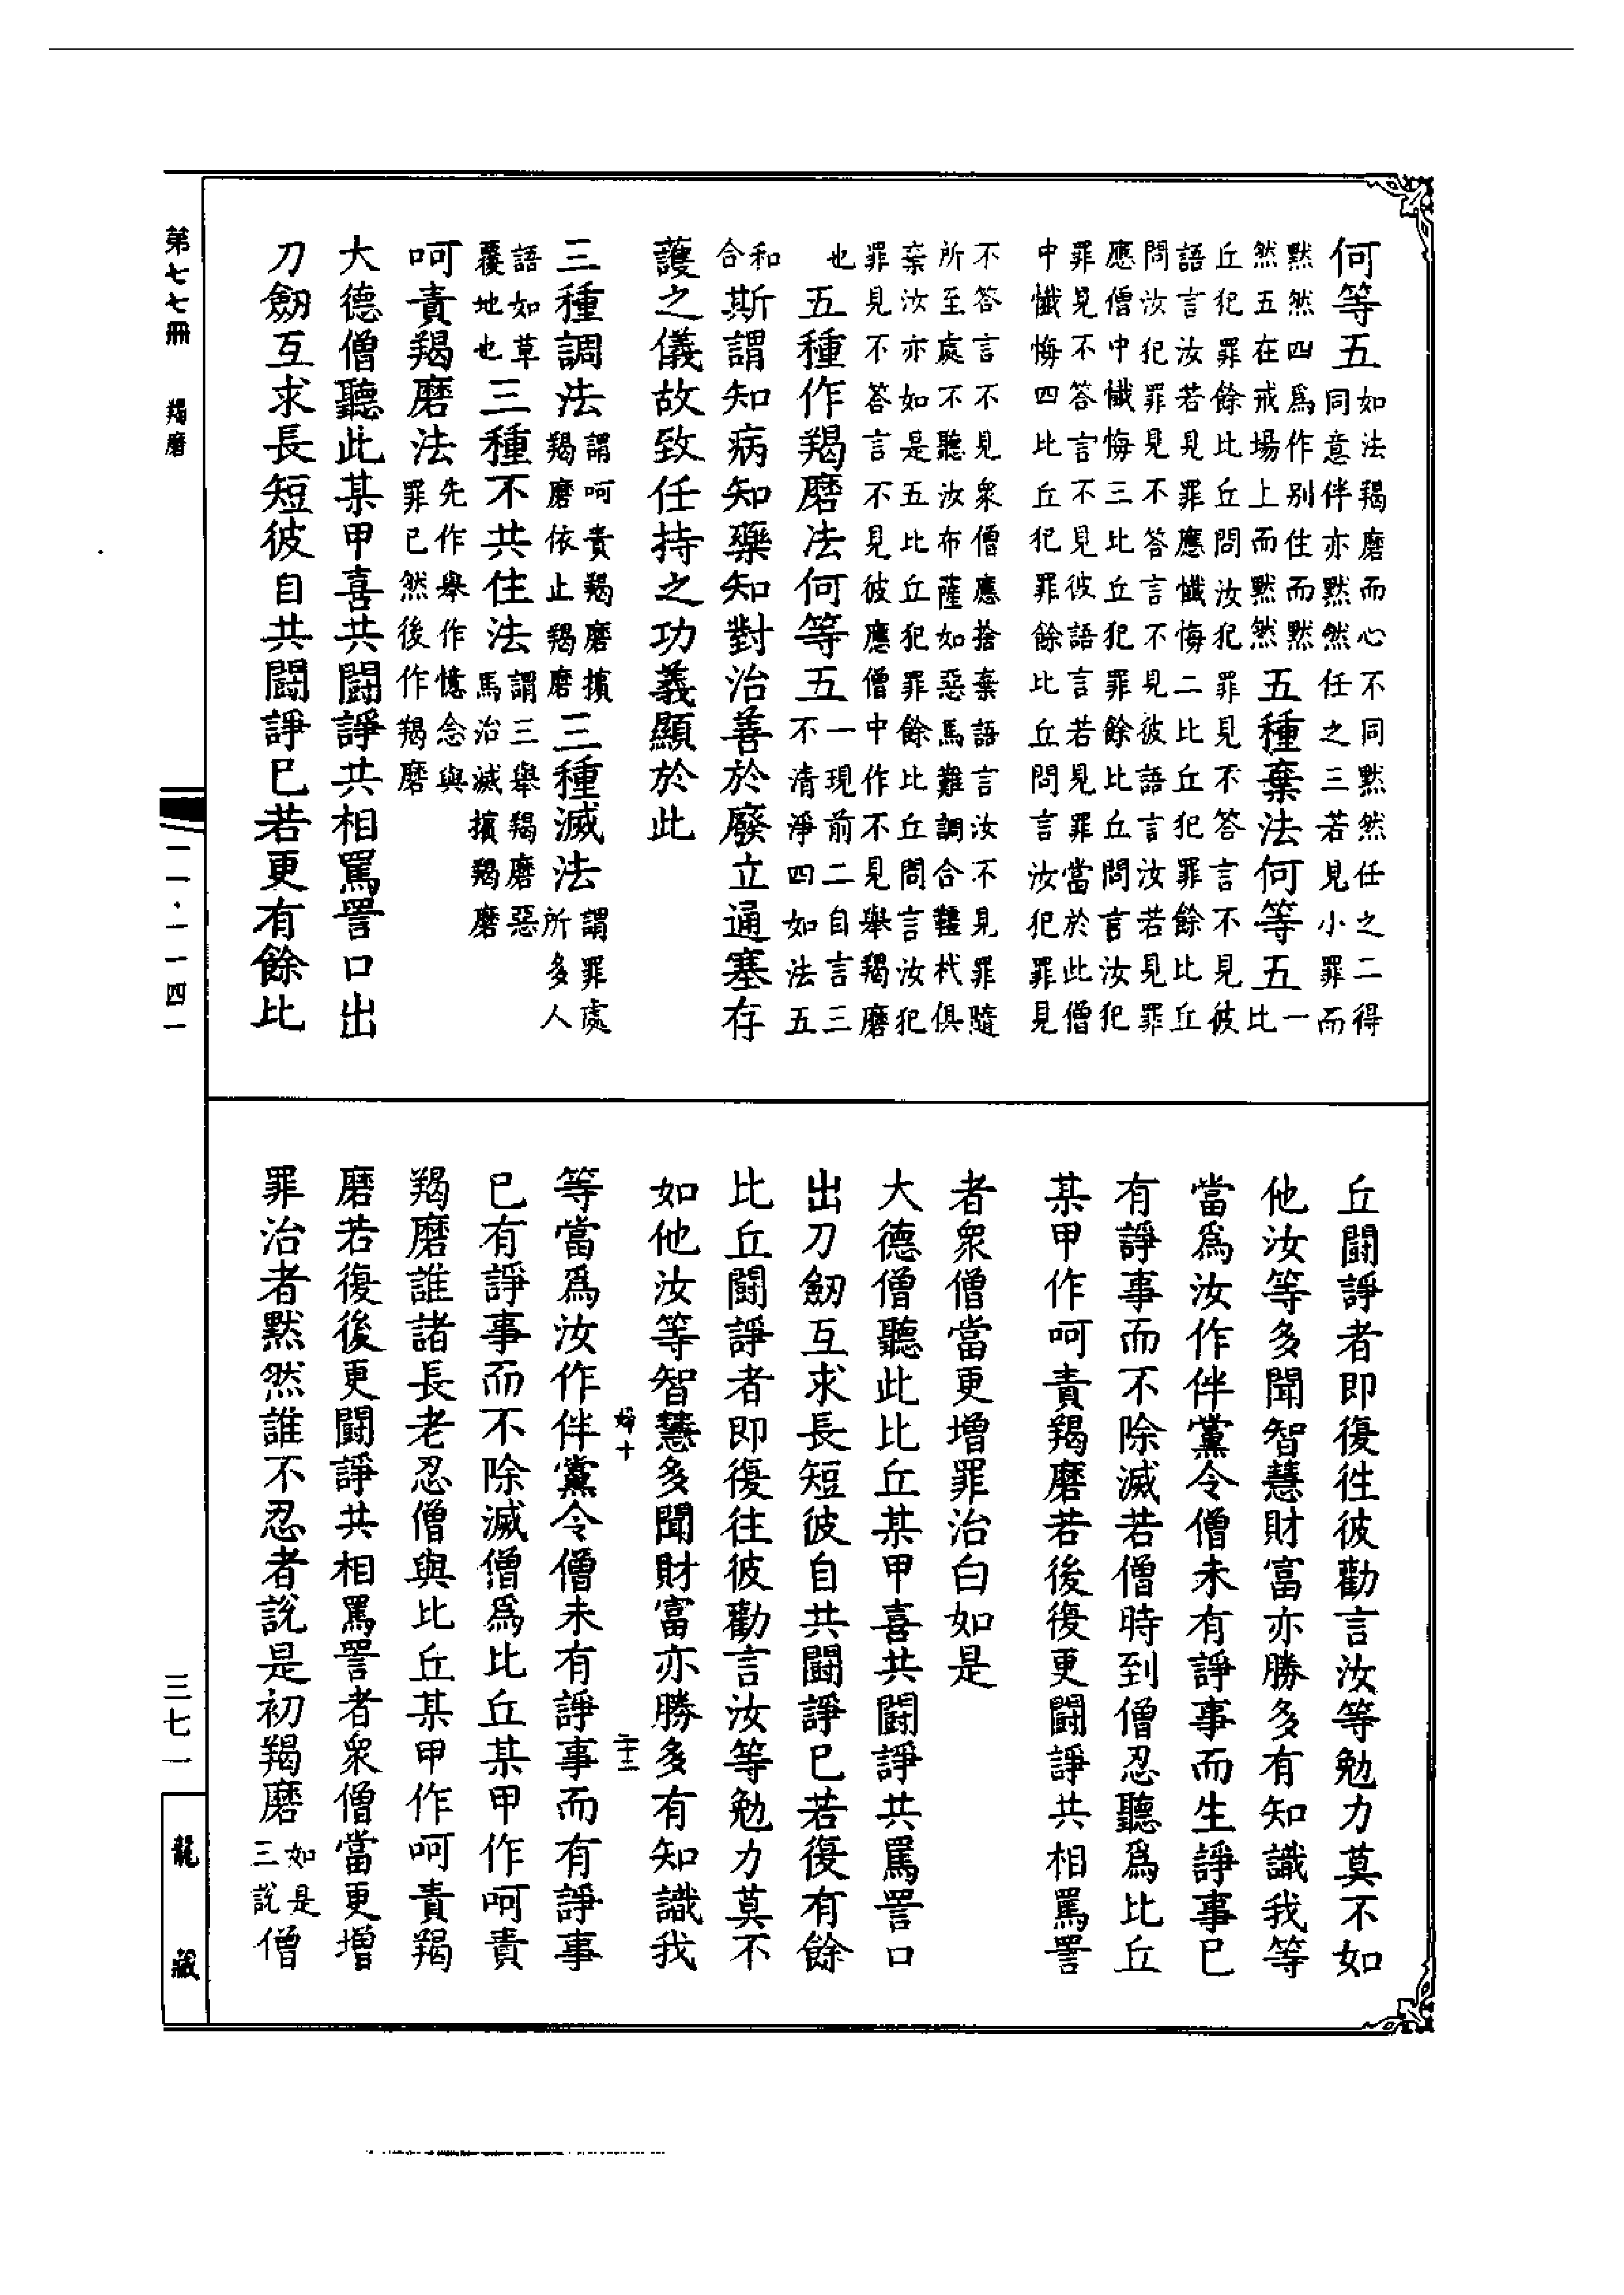 何等五如法羯磨而心不同默然任之二得同意伴亦默然任之三若見小罪而
默然四爲作別住而默然五在戒場上而默然五種棄法何等五一比
丘犯罪餘比丘問汝犯罪見不答言不見彼語言汝若見罪應懺悔二比丘犯罪餘比丘
問汝犯罪見不答言不見彼語言汝若見罪應僧中懺悔三比丘犯罪餘比丘問言汝犯
罪見不答言不見彼語言若見罪當於此僧中懺悔四比丘犯罪餘比丘問言汝犯罪見
不答言不見衆僧應捨棄語言汝不見罪隨所至處不聽汝布薩如惡馬難調合韁杙俱
棄汝亦如是五比丘犯罪餘比丘問言汝犯罪見不答言不見彼應僧中作不見舉羯磨
也五種作羯磨法何等五一現前二自言三不清淨四如法五
和合斯謂知病知藥知對治善於廢立通塞存
護之儀故致任持之功義顯於此
三種調法謂呵責羯磨擯羯磨依止羯磨三種滅法謂罪處所多人
語如草覆地也三種不共住法謂三舉羯磨惡馬治滅擯羯磨
呵責羯磨法先作舉作憶念與罪已然後作羯磨
大德僧聽此某甲喜共鬪諍共相罵詈口出
刀劒互求長短彼自共鬪諍已若更有餘比
丘鬪諍者即復往彼勸言汝等勉力莫不如
他汝等多聞智慧財富亦勝多有知識我等
當爲汝作伴黨令僧未有諍事而生諍事已
有諍事而不除滅若僧時到僧忍聽爲比丘
某甲作呵責羯磨若後復更鬪諍共相罵詈
者衆僧當更增罪治白如是
大德僧聽此比丘某甲喜共鬪諍共罵詈口
出刀劒互求長短彼自共鬪諍已若復有餘
比丘鬪諍者即復往彼勸言汝等勉力莫不
如他汝等智慧多聞財富亦勝多有知識我
等當爲汝作伴黨令僧未有諍事而有諍事
已有諍事而不除滅僧爲比丘某甲作呵責
羯磨誰諸長老忍僧與比丘某甲作呵責羯
磨若復後更鬪諍共相罵詈者衆僧當更增
罪治者默然誰不忍者說是初羯磨如是三說僧
第七七冊 羯磨
一一·一一四一
三七一
龍藏